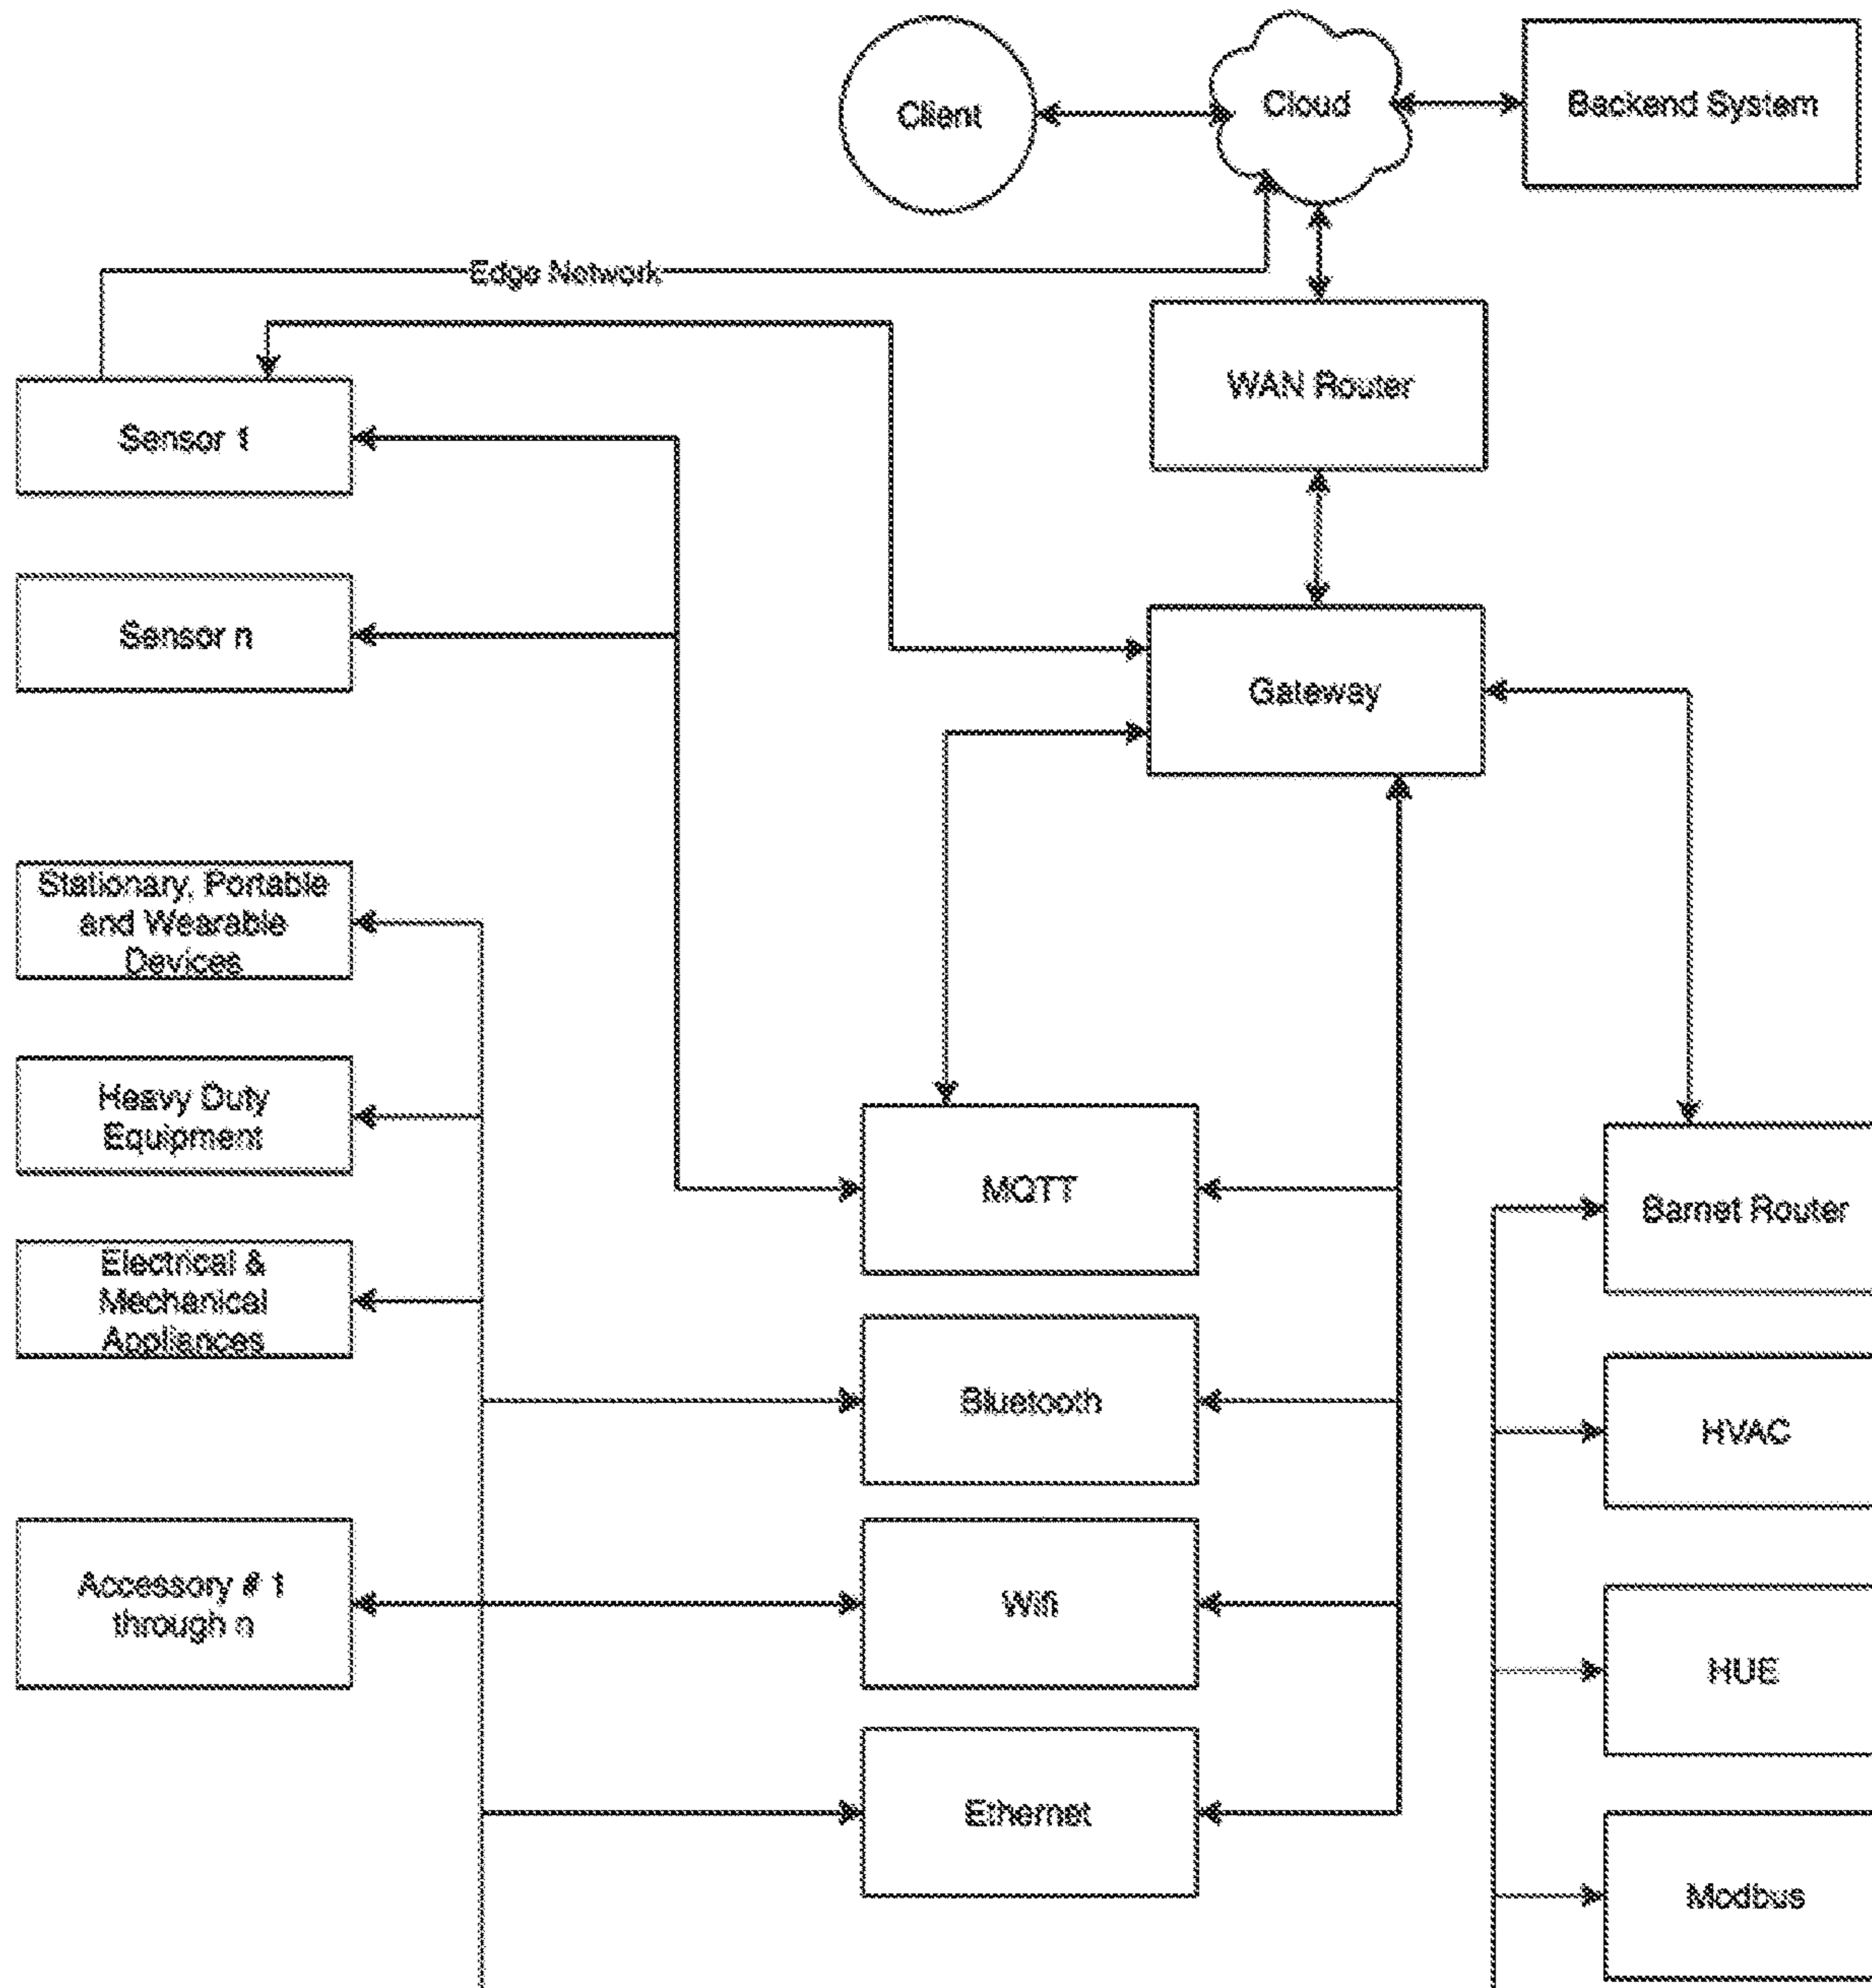 Client
Cloud
Backend System
Edge Network
WAN Router
Sensor 1
Sensor n
Gateway
Stationary, Portable
and Wearable
Devices
Heavy Duty
Equipment
MQTT
Barnet Router
Electrical &
Mechanical
Appliances
Bluetooth
HVAC
Accessory # 1
through n
Wifi
HUE
Ethernet
Modbus